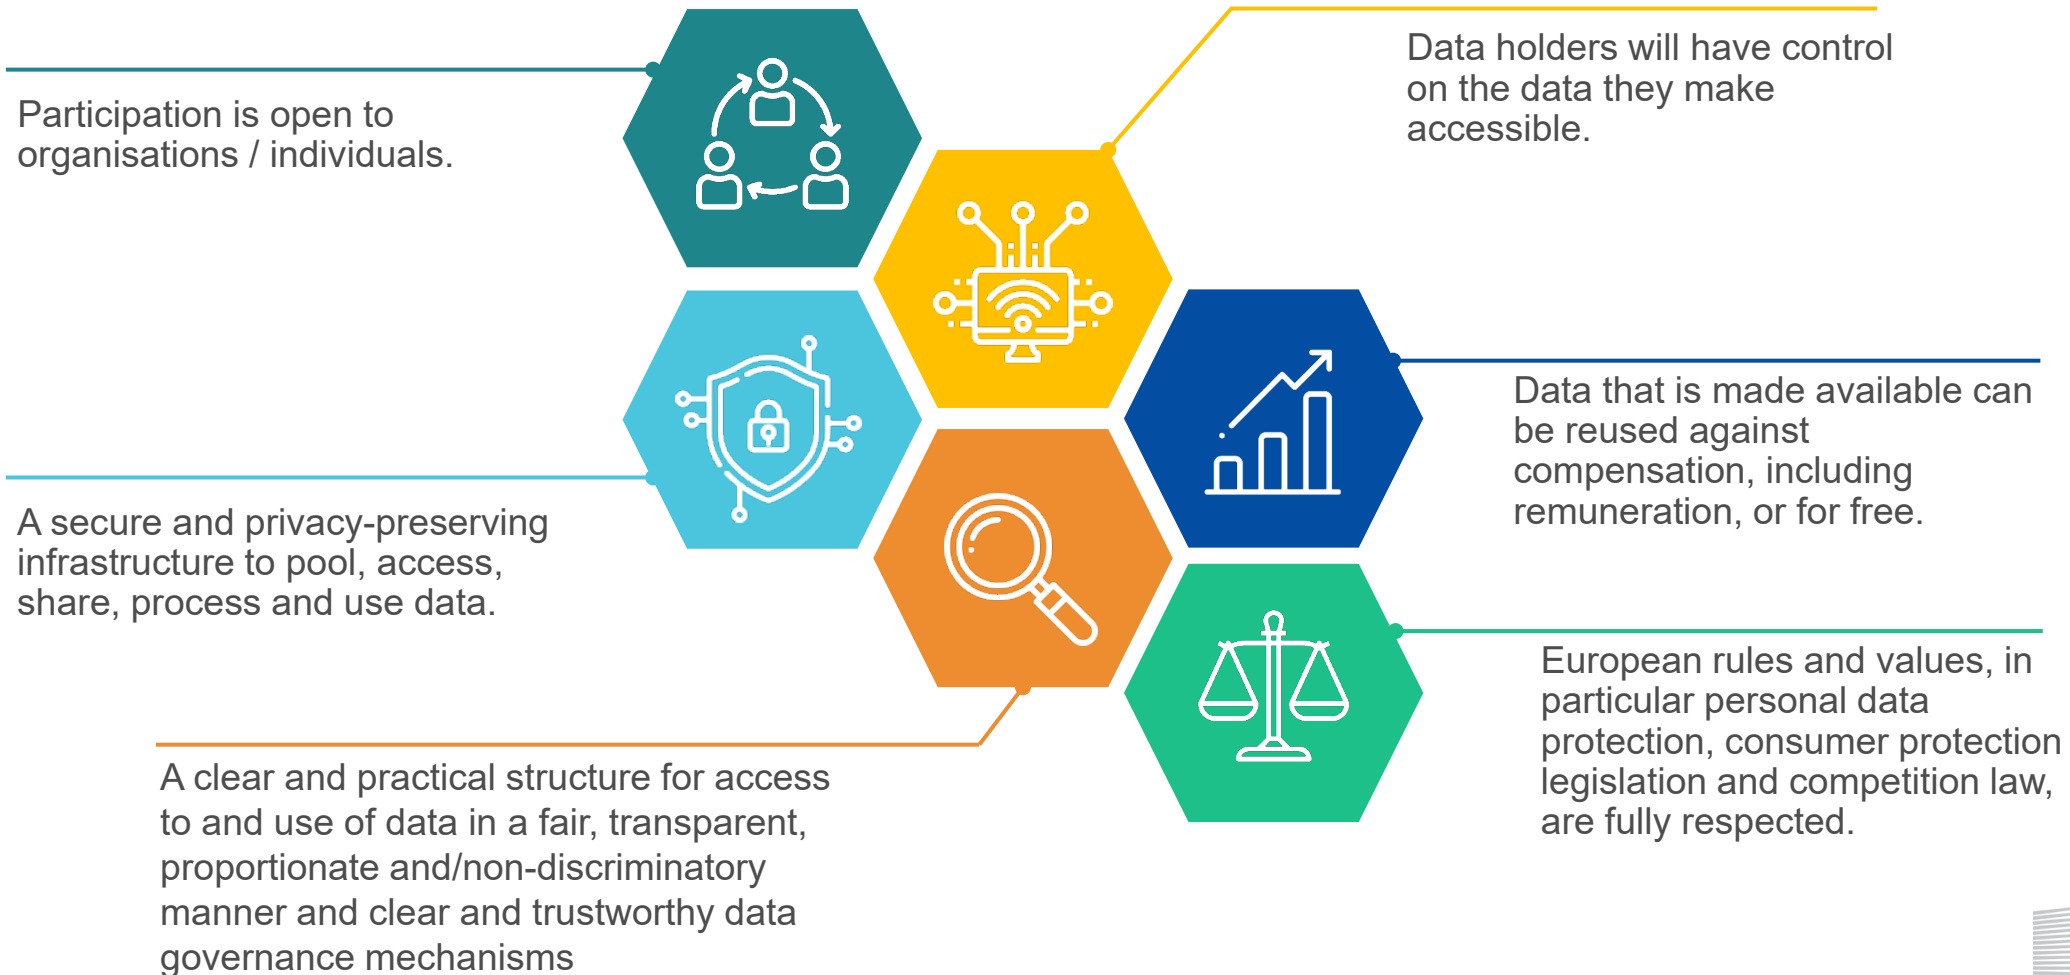 Participation is open to
organisations / individuals.
Data holders will have control
on the data they make
accessible.
A secure and privacy-preserving
infrastructure to pool, access,
share, process and use data.
Data that is made available can
be reused against
compensation, including
remuneration, or for free.
A clear and practical structure for access
to and use of data in a fair, transparent,
proportionate and/non-discriminatory
manner and clear and trustworthy data
governance mechanisms
European rules and values, in
particular personal data
protection, consumer protection
legislation and competition law,
are fully respected.